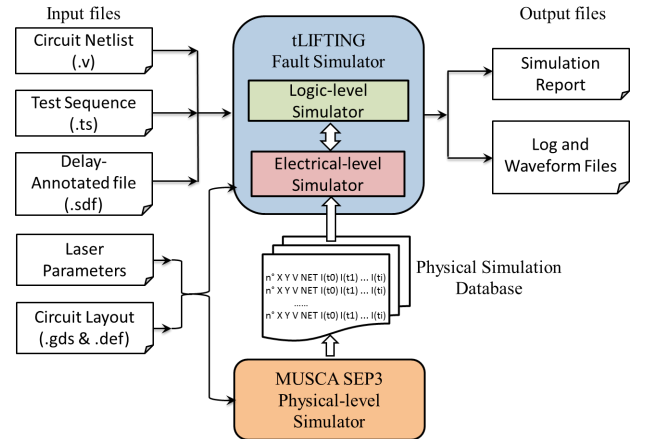 Input files
Output files
Circuit Netlist
(.v)
Test Sequence
(.ts)
Delay-
Annotated file
(.sdf)
Laser
Parameters
Circuit Layout
(.gds & .def)
tLIFTING
Fault Simulator
Logic-level
Simulator
Electrical-level
Simulator
Simulation
Report
Log and
Waveform Files
n° X Y V NET I(t0) I(t1) ... I(ti)
n° X Y V NET I(t0) I(t1) ... I(ti)
......
n° X Y V NET I(t0) I(t1) ... I(ti)
Physical Simulation
Database
MUSCA SEP3
Physical-level
Simulator